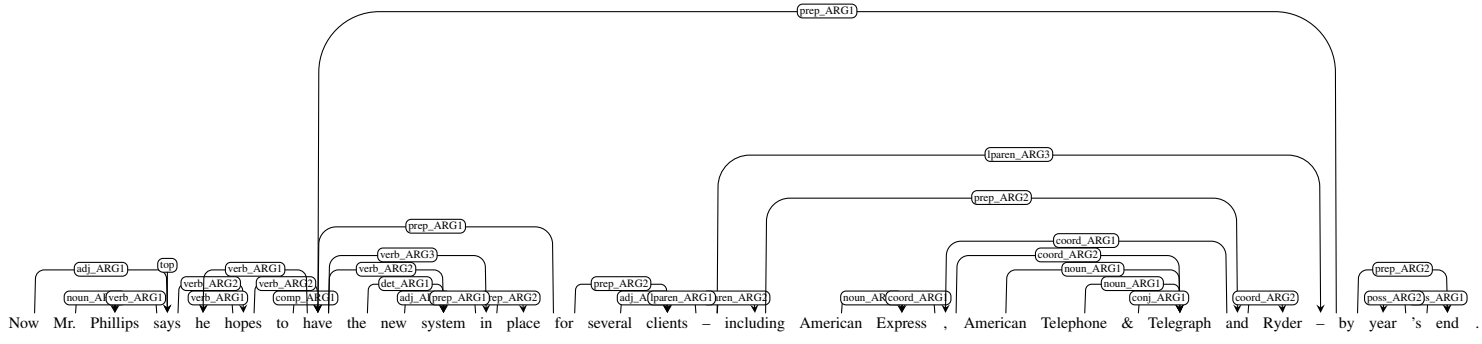 prep_ARG1
lparen_ARG3
prep_ARG2
prep_ARG1
coord_ARG1
verb_ARG3 coord_ARG2
adj_ARG1 top verb_ARG1 verb_ARG2 noun_ARG1 prep_ARG2
verb_ARG2 verb_ARG2 det_ARG1 prep_ARG2 noun_ARG1
verb_ARG1 verb_ARG1 comp_ARG1 prep_ARG1 lparen_ARG1 coord_ARG1 conj_ARG1 coord_ARG2 poss_ARG2
Now Mr. Phillips says he hopes to have the new system in place for several clients – including American Express , American Telephone & Telegraph and Ryder – by year 's end .